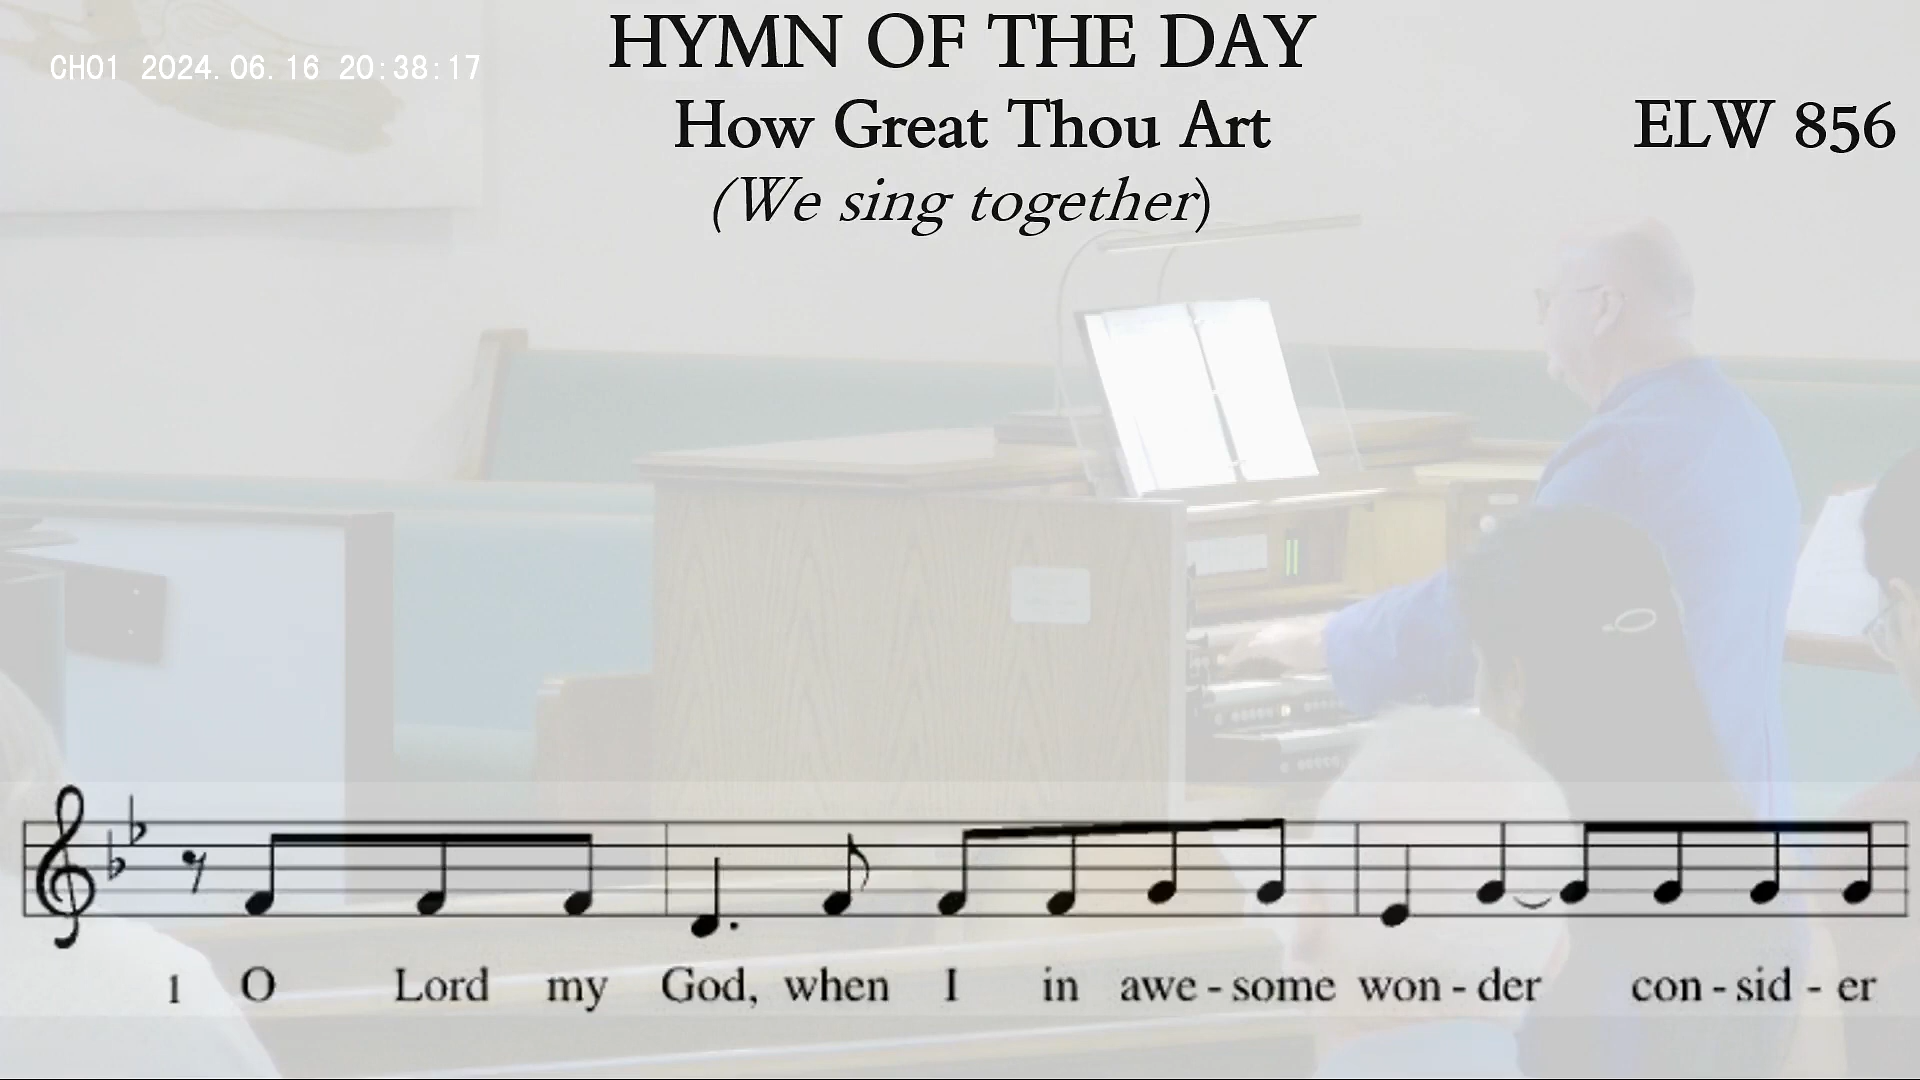 HYMN OF THE DAY
CH01 2024.06.16 20:38:17
How Great Thou Art
ELW 856
(We sing together)
1 O Lord my God, when I in awe - some won - der con - sid - er